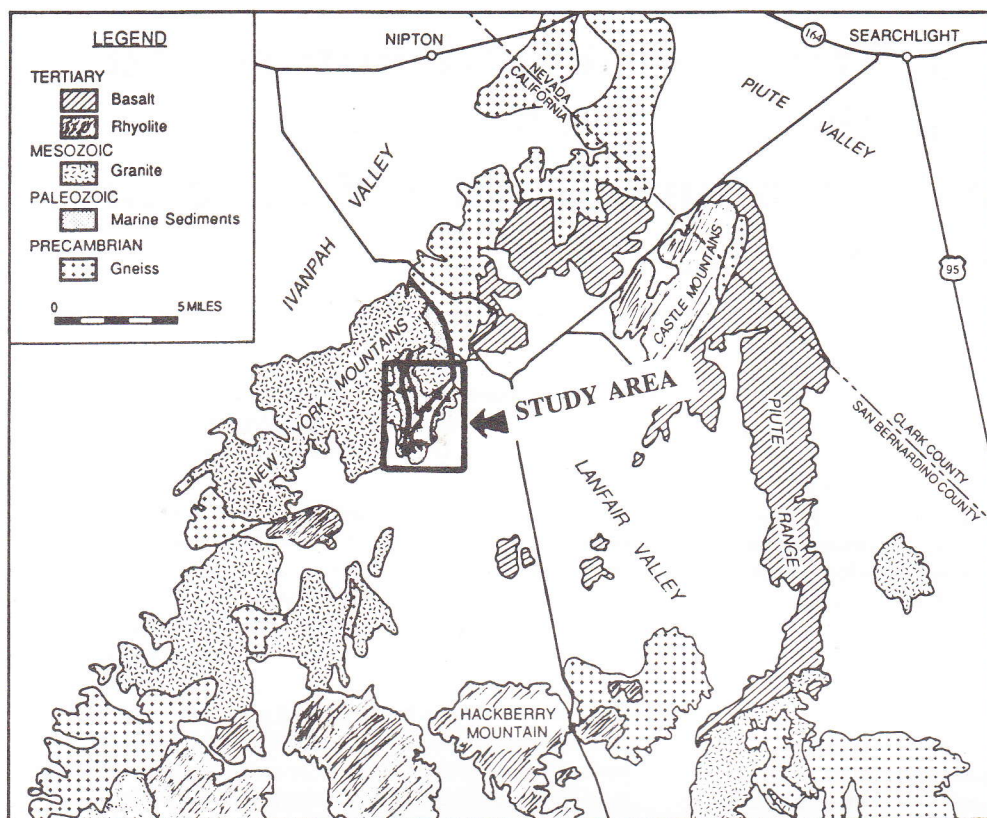 LEGEND
TERTIARY
Basalt
Rhyolite
MESOZOIC
Granite
PALEOZOIC
Marine Sediments
PRECAMBRIAN
Gneiss
0 5 MILES
NIPTON
164
SEARCHLIGHT
NEVADA
CALIFORNIA
PIUTE
VALLEY
IVANPAH
VALLEY
95
CASTLE MOUNTAINS
NEW YORK MOUNTAINS
STUDY AREA
PIUTE
RANGE
CLARK COUNTY
SAN BERNARDINO COUNTY
LANFAIR
VALLEY
HACKBERRY
MOUNTAIN